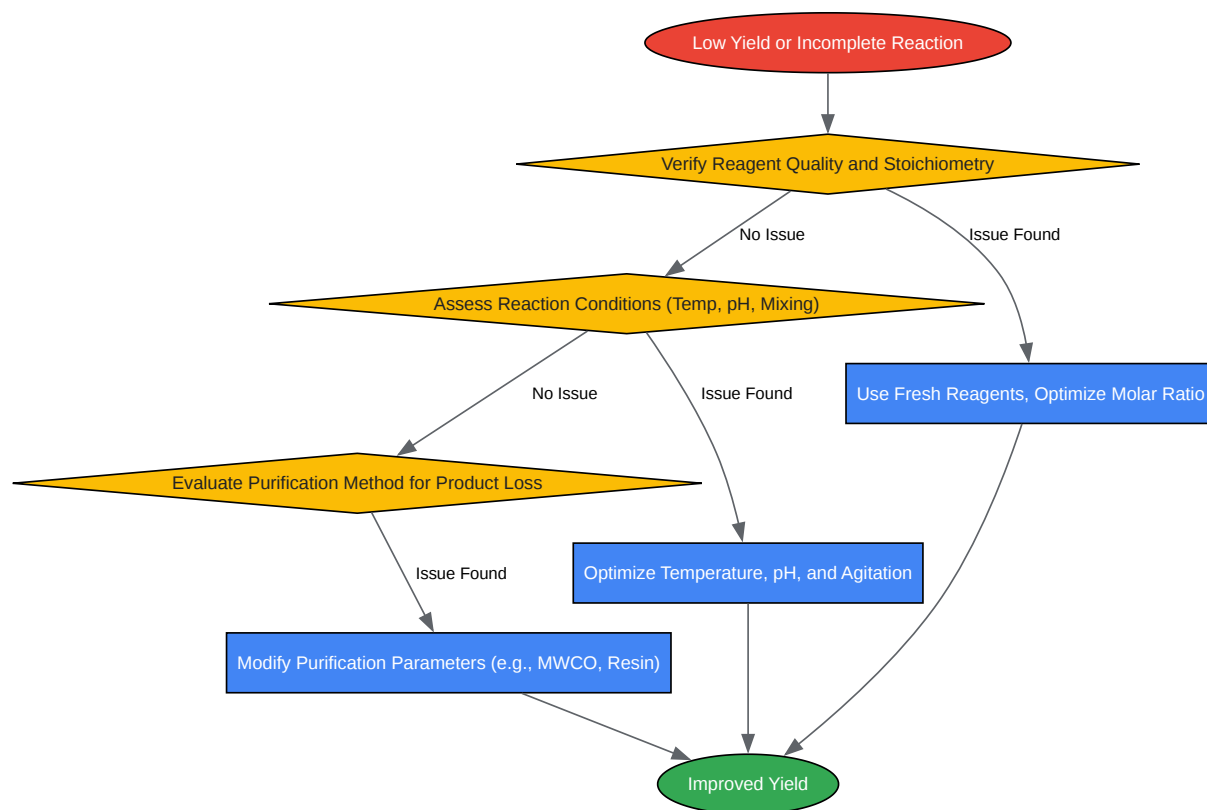 Low Yield or Incomplete Reaction
Verify Reagent Quality and Stoichiometry
No Issue
Issue Found
Assess Reaction Conditions (Temp, pH, Mixing)
No Issue
Issue Found
Use Fresh Reagents, Optimize Molar Ratio
Evaluate Purification Method for Product Loss
Issue Found
Optimize Temperature, pH, and Agitation
Modify Purification Parameters (e.g., MWCO, Resin)
Improved Yield